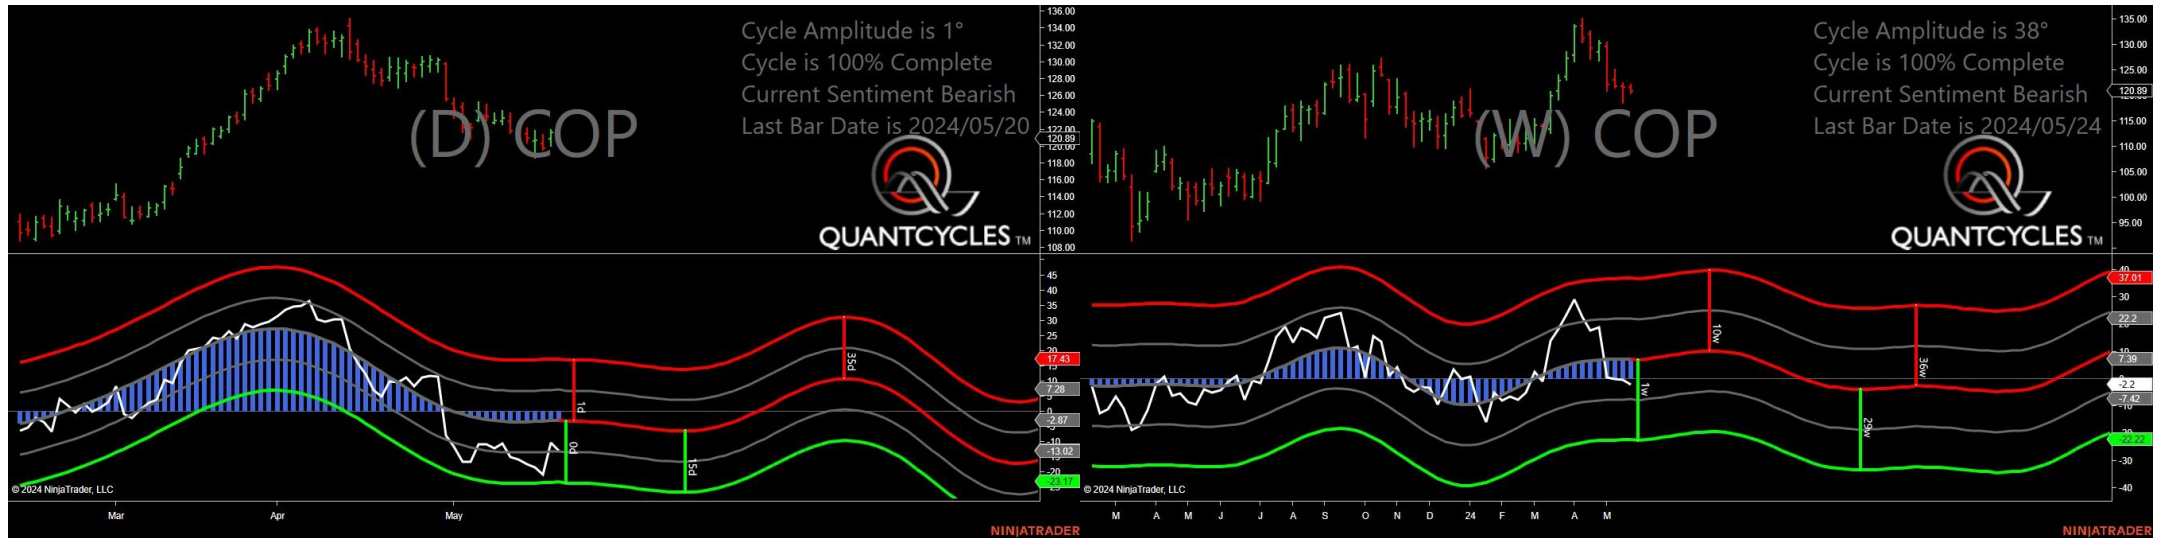 Cycle Amplitude is 1°
Cycle is 100% Complete
Current Sentiment Bearish
Last Bar Date is 2024/05/20
(D) COP
QUANTCYCLES TM
136.00
134.00
132.00
130.00
128.00
126.00
124.00
122.00
120.89
120.00
118.00
116.00
114.00
112.00
110.00
108.00
45
40
35
30
25
20
17.43
10
7.28
5
0
-2.87
-10
-13.02
-20
-23.17
1d
0d
15d
35d
© 2024 NinjaTrader, LLC
Mar
Apr
May
NINJATRADER
Cycle Amplitude is 38°
Cycle is 100% Complete
Current Sentiment Bearish
Last Bar Date is 2024/05/24
(W) COP
QUANTCYCLES TM
135.00
130.00
125.00
120.89
115.00
110.00
105.00
100.00
95.00
40
37.01
30
22.2
10
7.39
-2.2
-7.42
-10
-22.22
-30
-40
1w
10w
29w
36w
© 2024 NinjaTrader, LLC
M A M J J A S O N D 24 F M A M
NINJATRADER